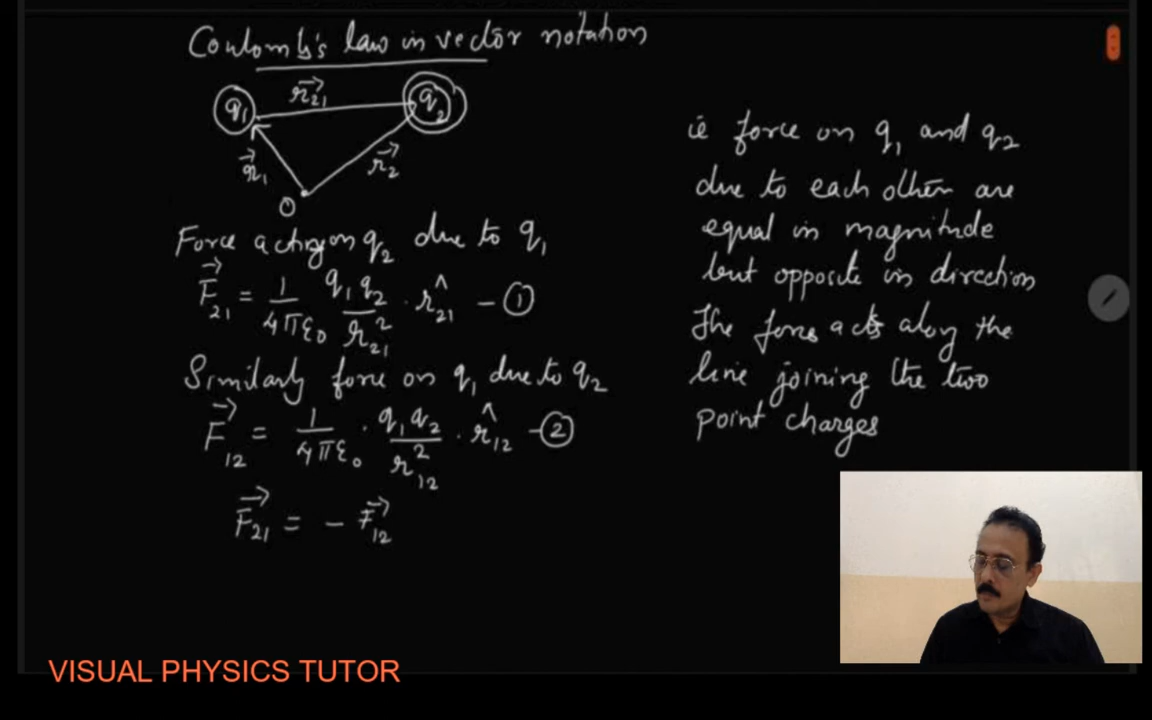 Coulomb's law in vector notation
q₁ r⃗₂₁ q₂
r⃗₁ r⃗₂
O
Force acting on q₂ due to q₁
F⃗₂₁ = 1/4πε₀ q₁q₂/r₂₁² · r̂₂₁ – ①
Similarly force on q₁ due to q₂
F⃗₁₂ = 1/4πε₀ · q₁q₂/r₁₂² · r̂₁₂ – ②
F⃗₂₁ = – F⃗₁₂
ie force on q₁ and q₂
due to each other are
equal in magnitude
but opposite in direction
The force acts along the
line joining the two
point charges
VISUAL PHYSICS TUTOR